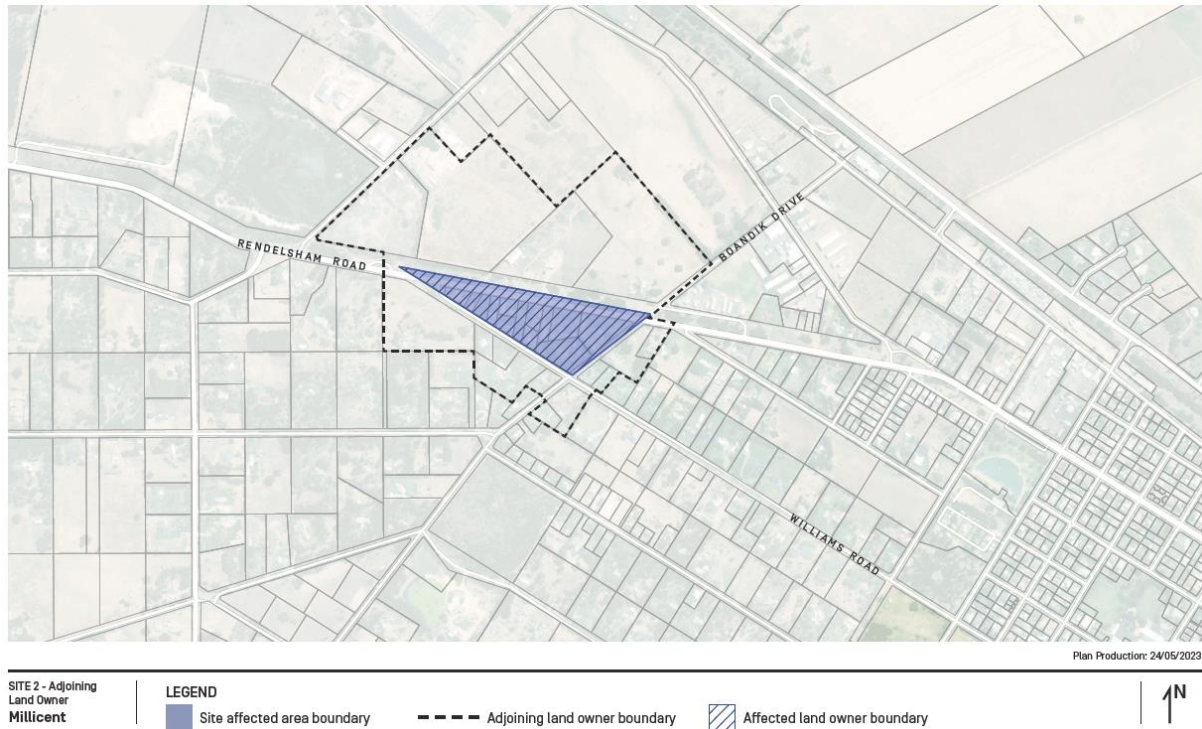 BOANDIK DRIVE
RENDELSHAM ROAD
WILLIAMS ROAD
Plan Production: 24/05/2023
SITE 2 - Adjoining
Land Owner
Millicent
LEGEND
Site affected area boundary
Adjoining land owner boundary
Affected land owner boundary
N